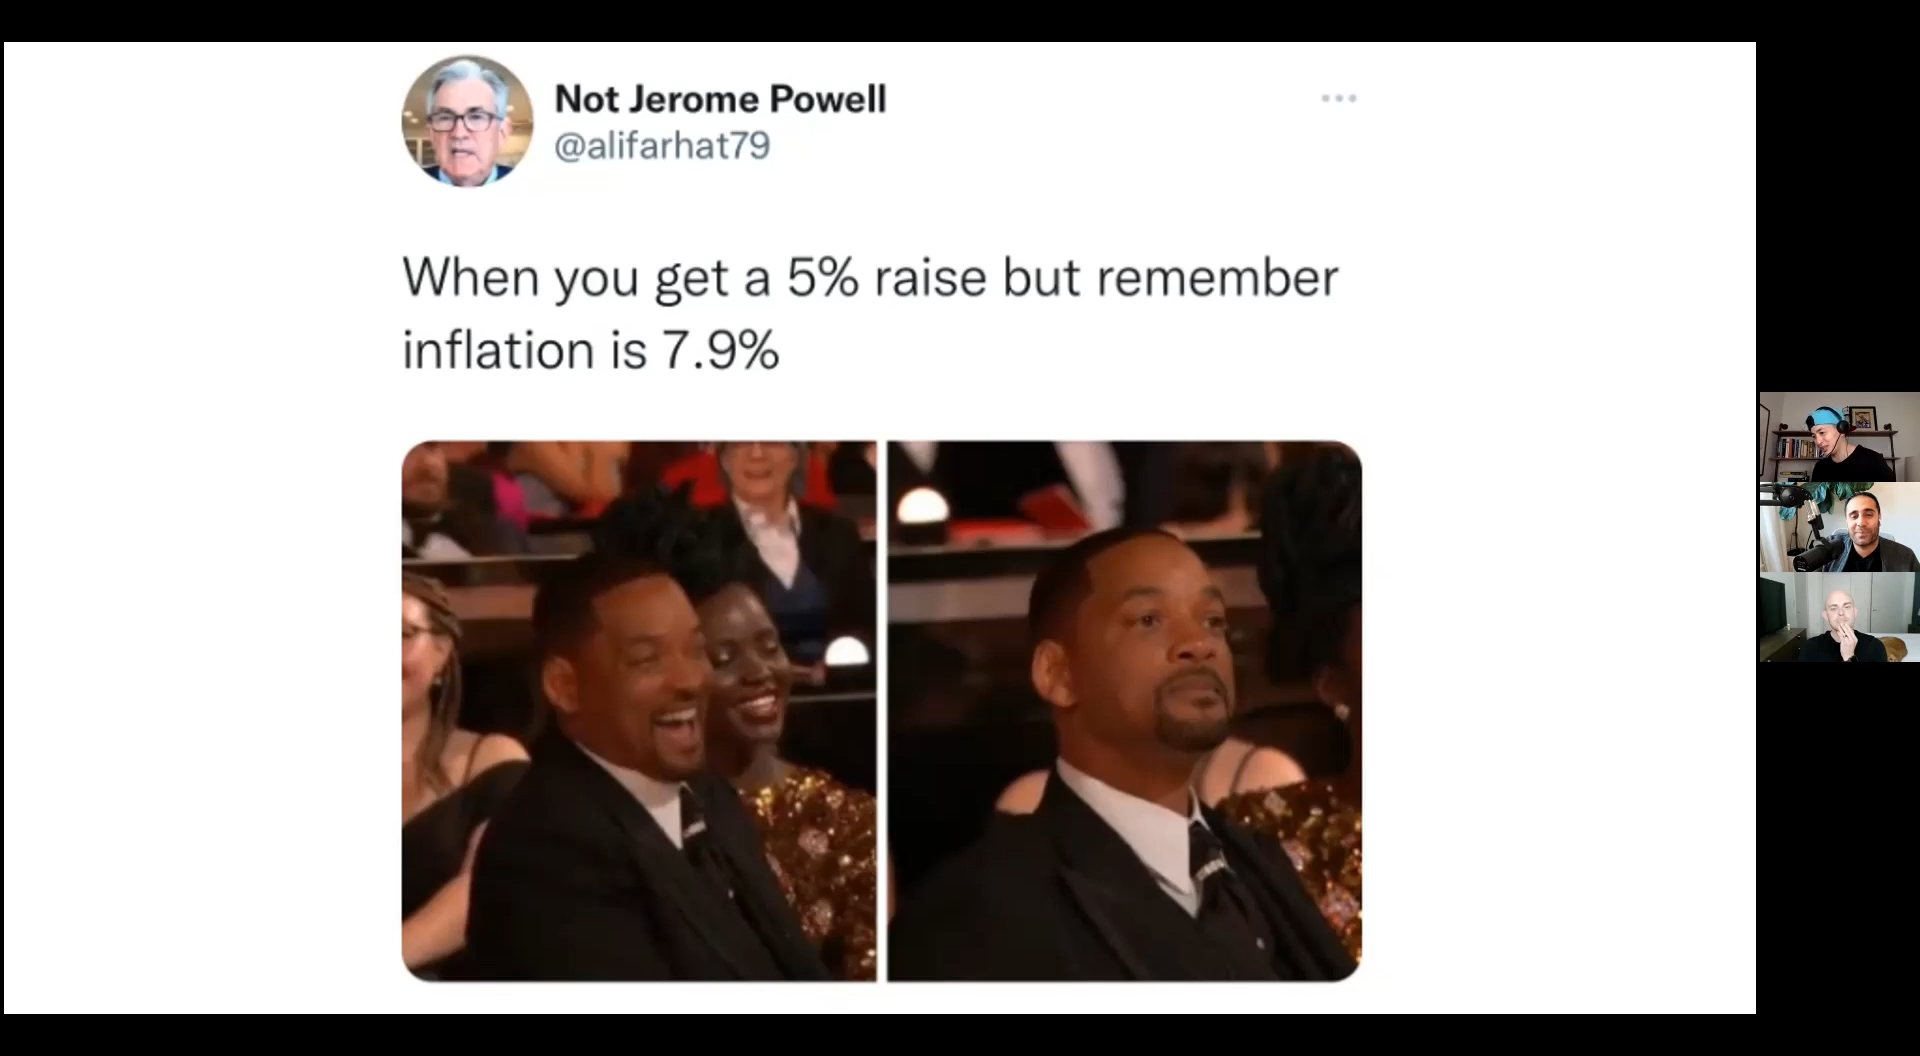 Not Jerome Powell
@alifarhat79
When you get a 5% raise but remember
inflation is 7.9%